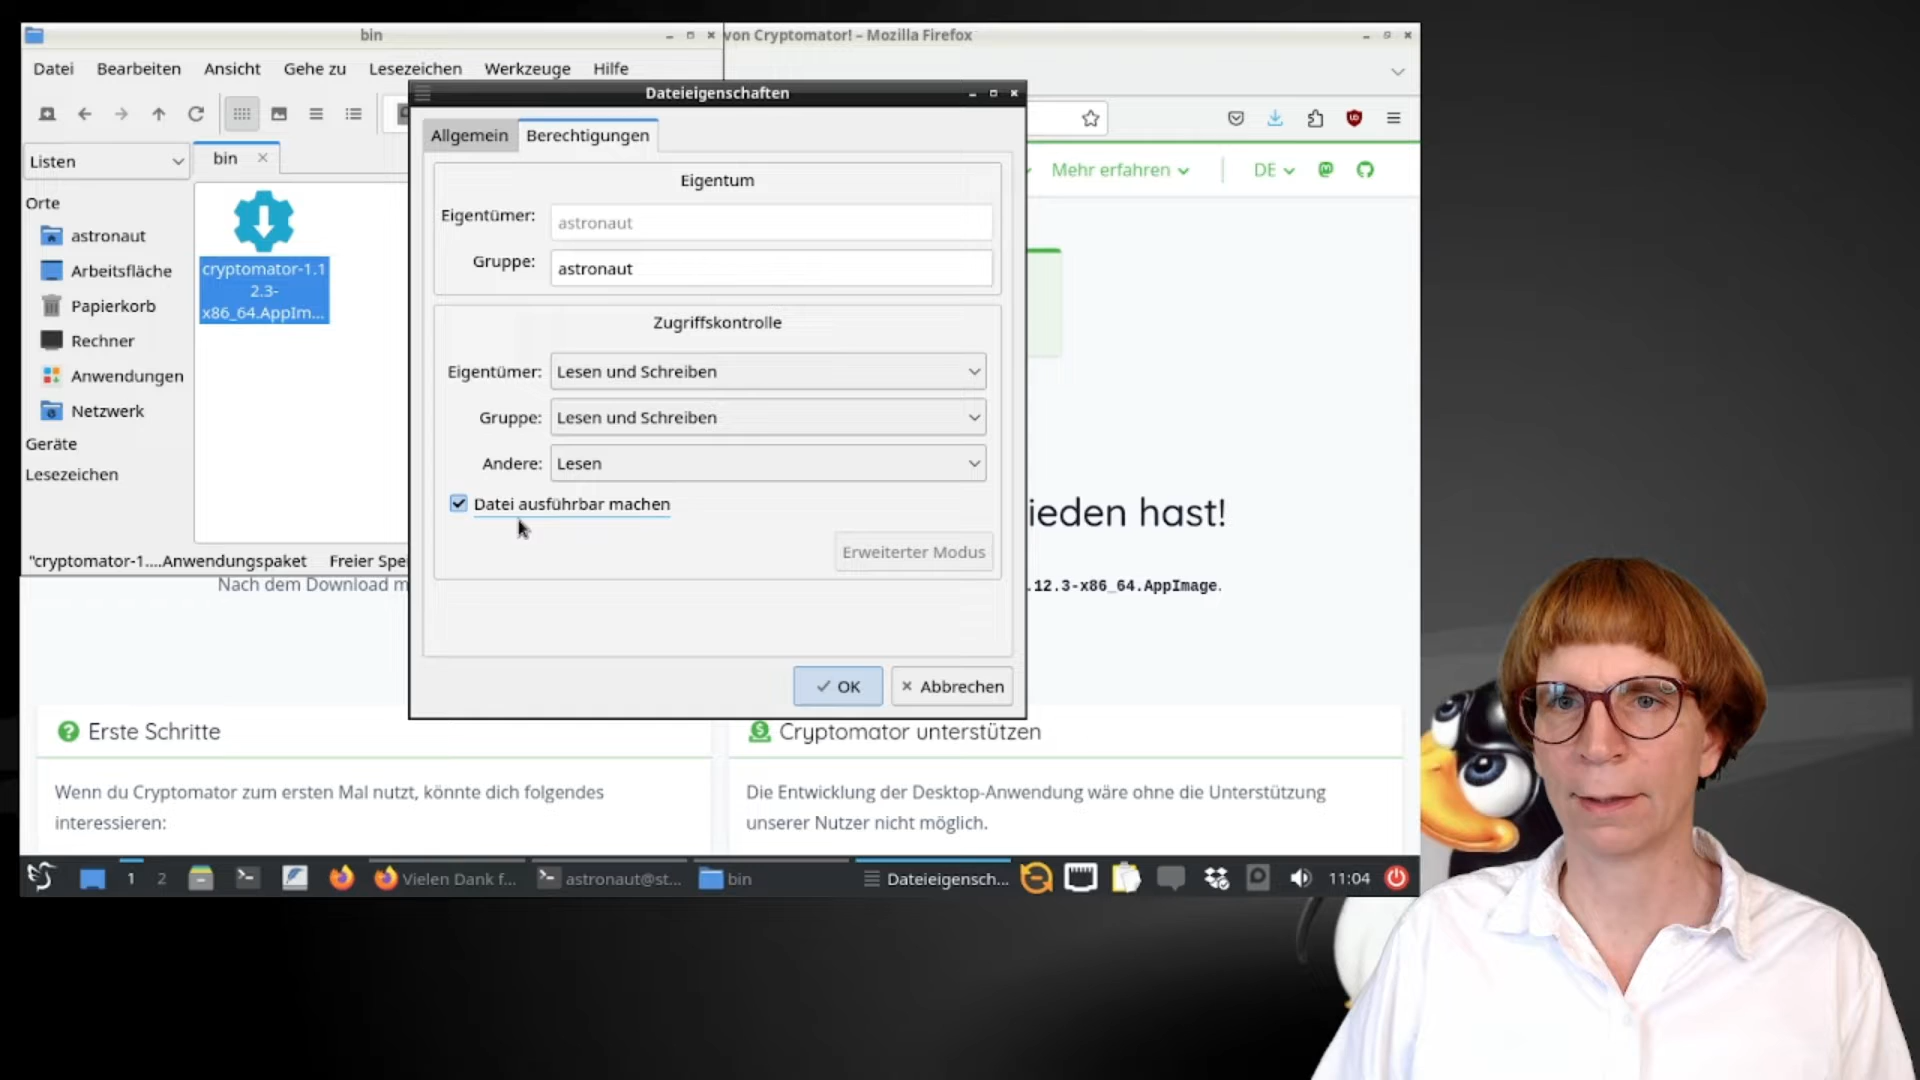 bin
von Cryptomator! – Mozilla Firefox
Datei Bearbeiten Ansicht Gehe zu Lesezeichen Werkzeuge Hilfe
Dateieigenschaften
Allgemein Berechtigungen
Listen
bin
Mehr erfahren
DE
Eigentum
Orte
Eigentümer: astronaut
astronaut
Gruppe: astronaut
Arbeitsfläche
cryptomator-1.1
2.3-
x86_64.AppIm...
Papierkorb
Rechner
Anwendungen
Netzwerk
Geräte
Lesezeichen
Zugriffskontrolle
Eigentümer: Lesen und Schreiben
Gruppe: Lesen und Schreiben
Andere: Lesen
Datei ausführbar machen
Erweiterter Modus
ieden hast!
"cryptomator-1....Anwendungspaket Freier Spei
Nach dem Download m
.12.3-x86_64.AppImage.
OK
Abbrechen
Erste Schritte
Wenn du Cryptomator zum ersten Mal nutzt, könnte dich folgendes
interessieren:
Cryptomator unterstützen
Die Entwicklung der Desktop-Anwendung wäre ohne die Unterstützung
unserer Nutzer nicht möglich.
1 2 Vielen Dank f... astronaut@st... bin Dateieigensch... 11:04